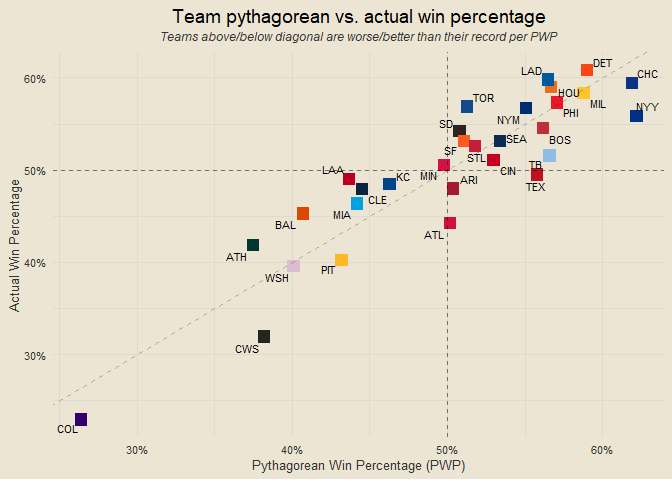 Team pythagorean vs. actual win percentage
Teams above/below diagonal are worse/better than their record per PWP
Actual Win Percentage
60%
50%
40%
30%
DET
LAD
CHC
HOU
TOR
MIL
NYY
PHI
NYM
SD
SEA
BOS
SF
STL
TB
LAA
CIN
MIN
KC
TEX
ARI
CLE
MIA
BAL
ATL
ATH
PIT
WSH
CWS
COL
30%
40%
50%
60%
Pythagorean Win Percentage (PWP)